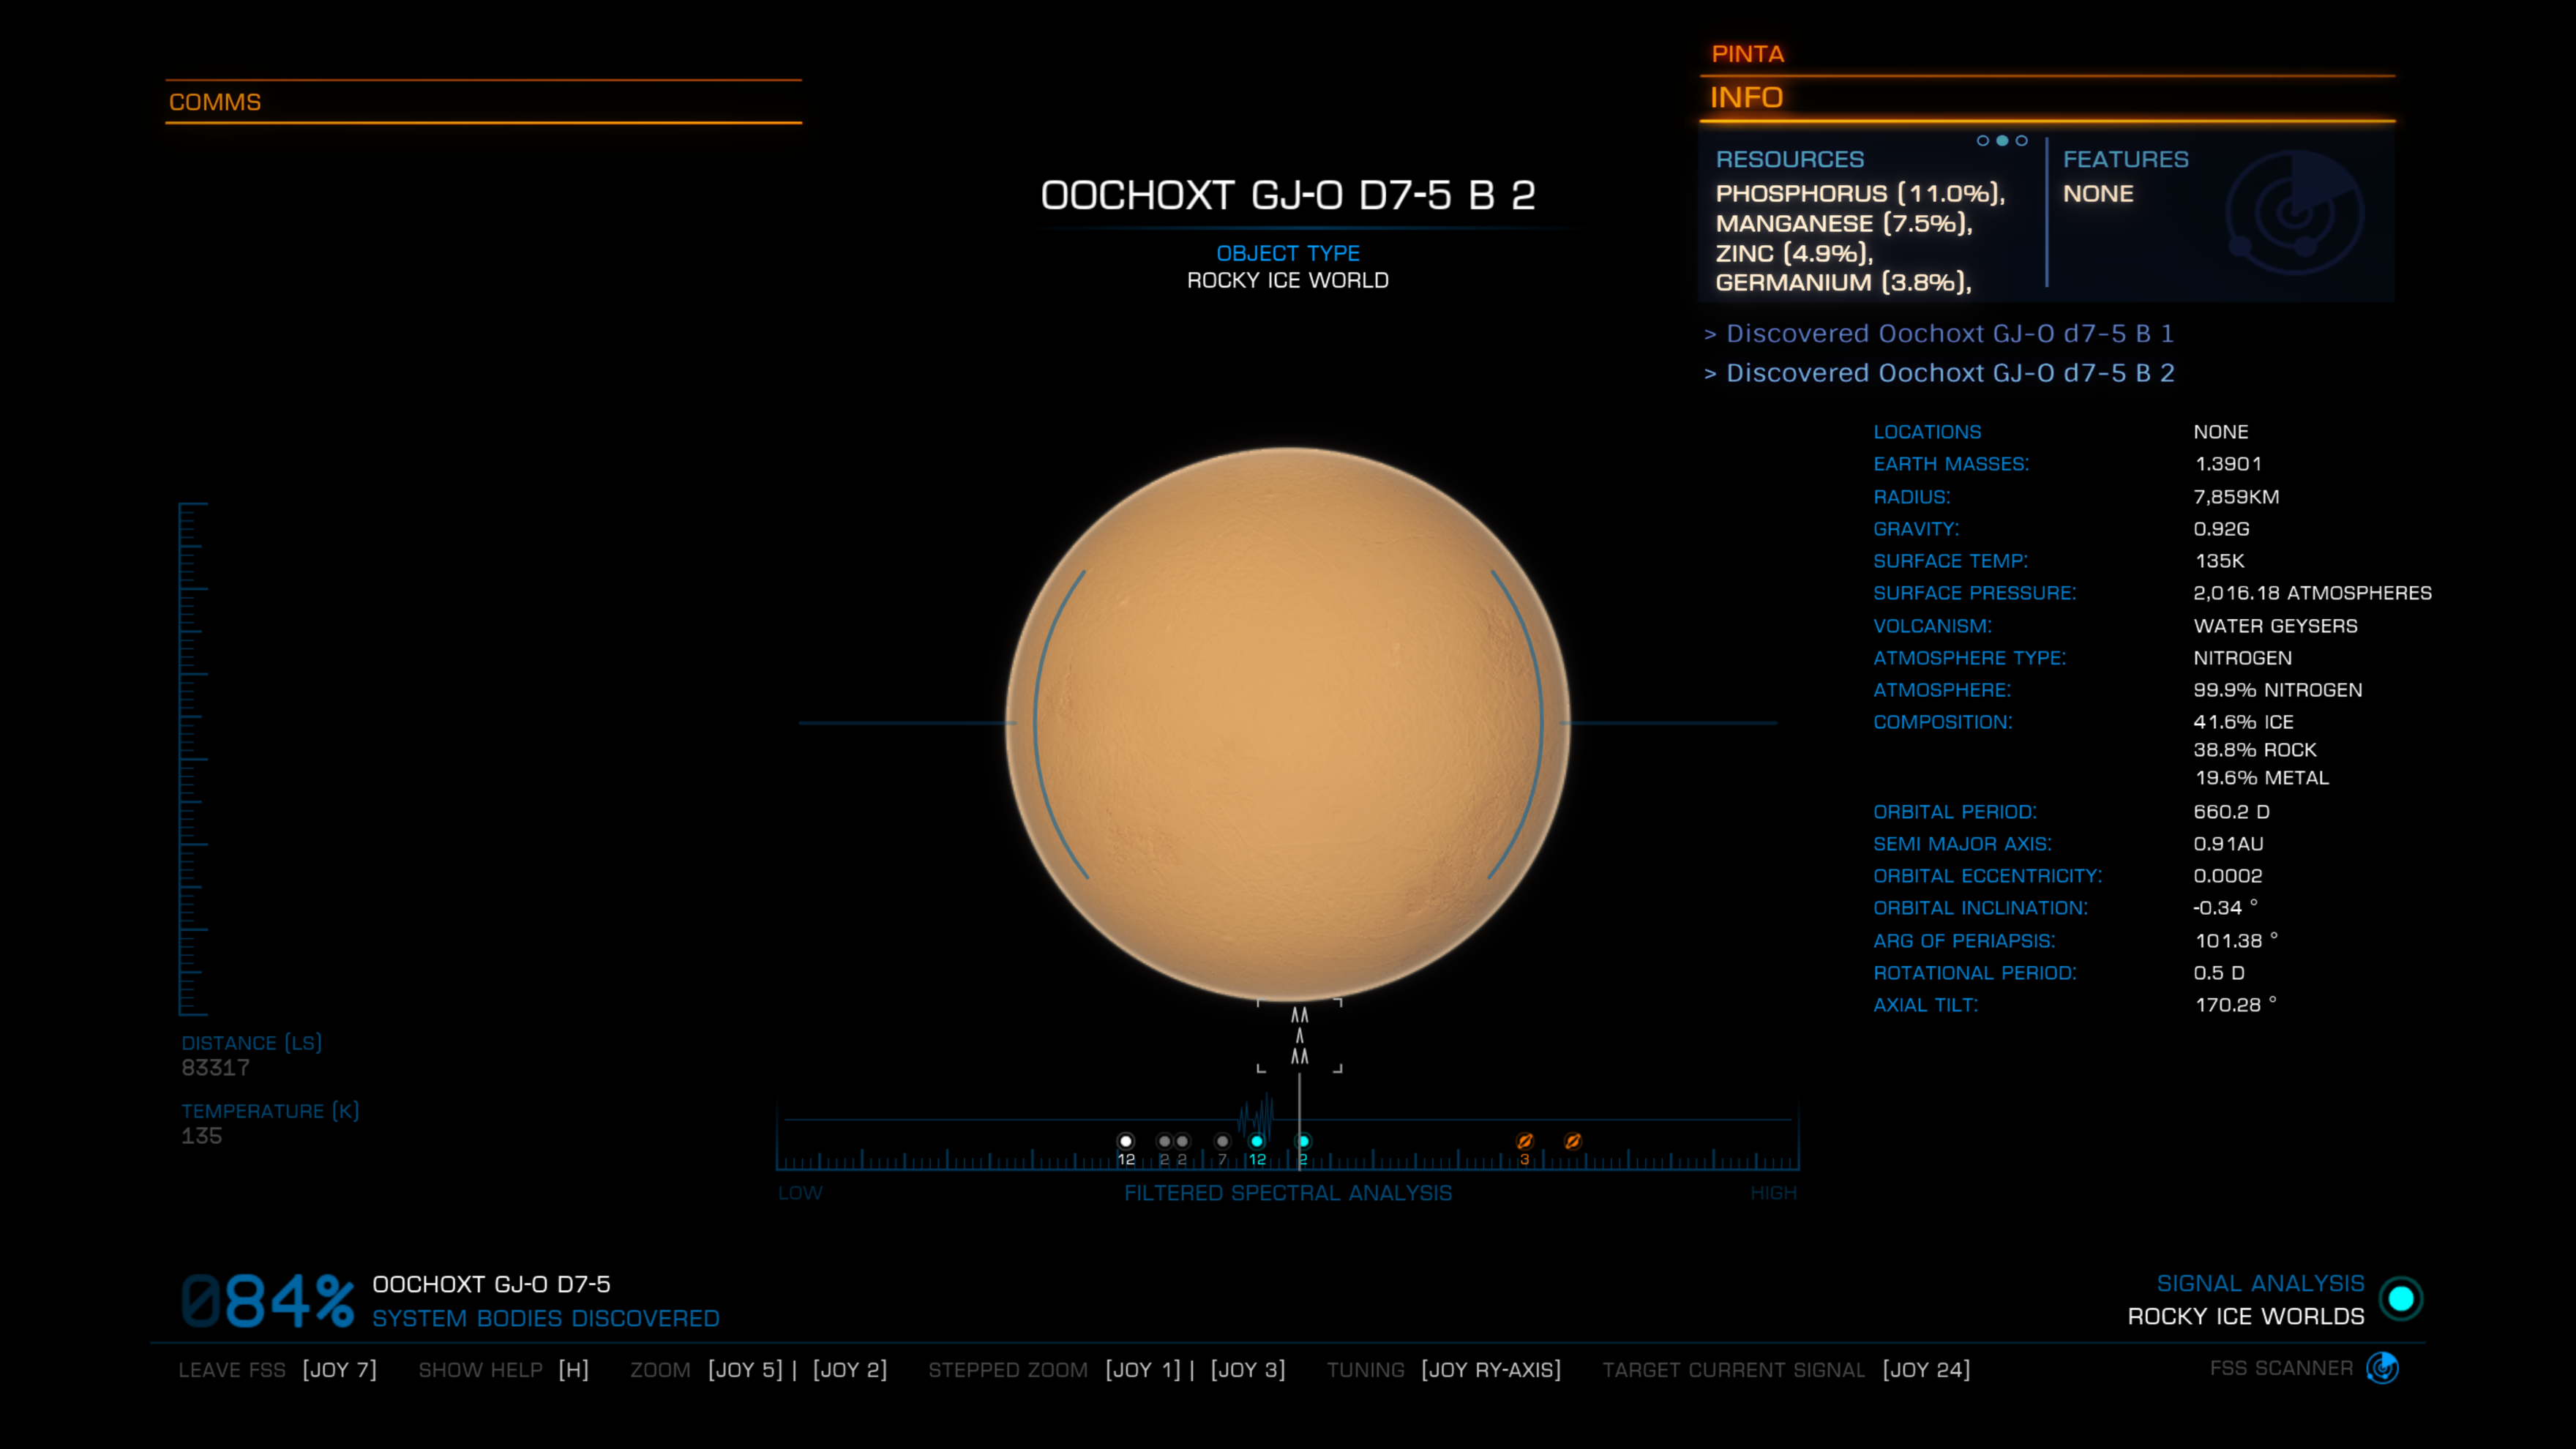 PINTA
COMMS
INFO
RESOURCES
PHOSPHORUS (11.0%),
MANGANESE (7.5%),
ZINC (4.9%),
GERMANIUM (3.8%),
FEATURES
NONE
OOCHOXT GJ-O D7-5 B 2
OBJECT TYPE
ROCKY ICE WORLD
> Discovered Oochoxt GJ-O d7-5 B 1
> Discovered Oochoxt GJ-O d7-5 B 2
LOCATIONS NONE
EARTH MASSES: 1.3901
RADIUS: 7,859KM
GRAVITY: 0.92G
SURFACE TEMP: 135K
SURFACE PRESSURE: 2,016.18 ATMOSPHERES
VOLCANISM: WATER GEYSERS
ATMOSPHERE TYPE: NITROGEN
ATMOSPHERE: 99.9% NITROGEN
COMPOSITION: 41.6% ICE
38.8% ROCK
19.6% METAL
ORBITAL PERIOD: 660.2 D
SEMI MAJOR AXIS: 0.91AU
ORBITAL ECCENTRICITY: 0.0002
ORBITAL INCLINATION: -0.34 °
ARG OF PERIAPSIS: 101.38 °
ROTATIONAL PERIOD: 0.5 D
AXIAL TILT: 170.28 °
DISTANCE (LS)
83317
TEMPERATURE (K)
135
12 2 2 7 12 2 3
LOW FILTERED SPECTRAL ANALYSIS HIGH
084% OOCHOXT GJ-O D7-5
SYSTEM BODIES DISCOVERED
SIGNAL ANALYSIS
ROCKY ICE WORLDS
LEAVE FSS [JOY 7] SHOW HELP [H] ZOOM [JOY 5] | [JOY 2] STEPPED ZOOM [JOY 1] | [JOY 3] TUNING [JOY RY-AXIS] TARGET CURRENT SIGNAL [JOY 24] FSS SCANNER